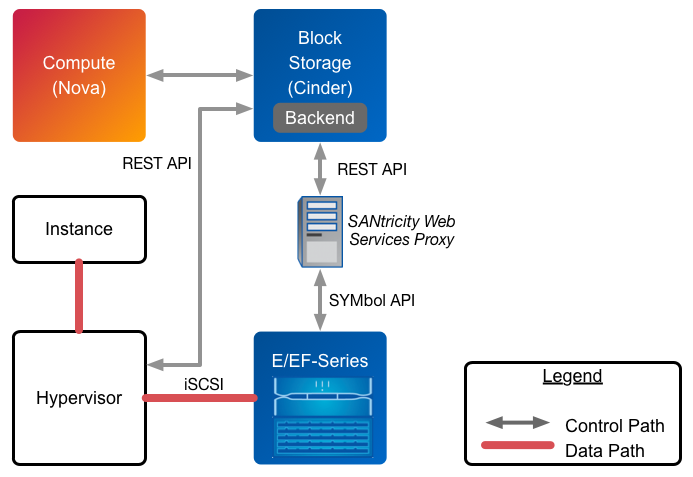 Compute
(Nova)
Block
Storage
(Cinder)
Backend
REST API
REST API
Instance
SANtricity Web
Services Proxy
SYMbol API
Hypervisor
iSCSI
E/EF-Series
Legend
Control Path
Data Path